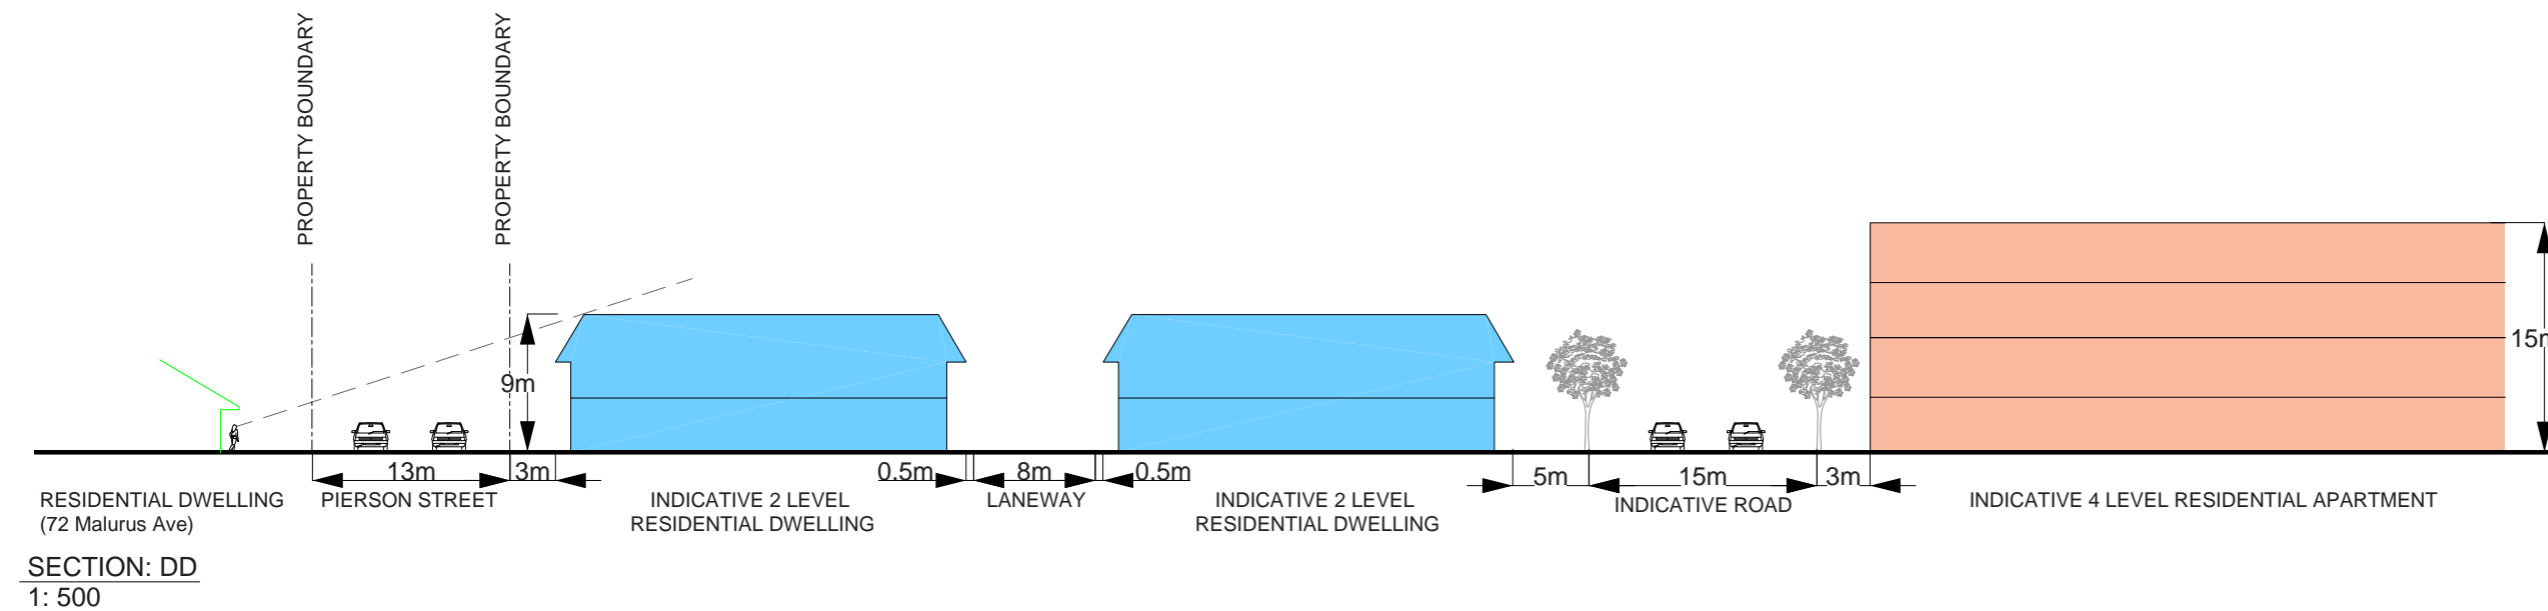 PROPERTY BOUNDARY
PROPERTY BOUNDARY
9m
15m
13m
3m
0.5m
8m
0.5m
5m
15m
3m
RESIDENTIAL DWELLING
(72 Malurus Ave)
PIERSON STREET
INDICATIVE 2 LEVEL
RESIDENTIAL DWELLING
LANEWAY
INDICATIVE 2 LEVEL
RESIDENTIAL DWELLING
INDICATIVE ROAD
INDICATIVE 4 LEVEL RESIDENTIAL APARTMENT
SECTION: DD
1: 500